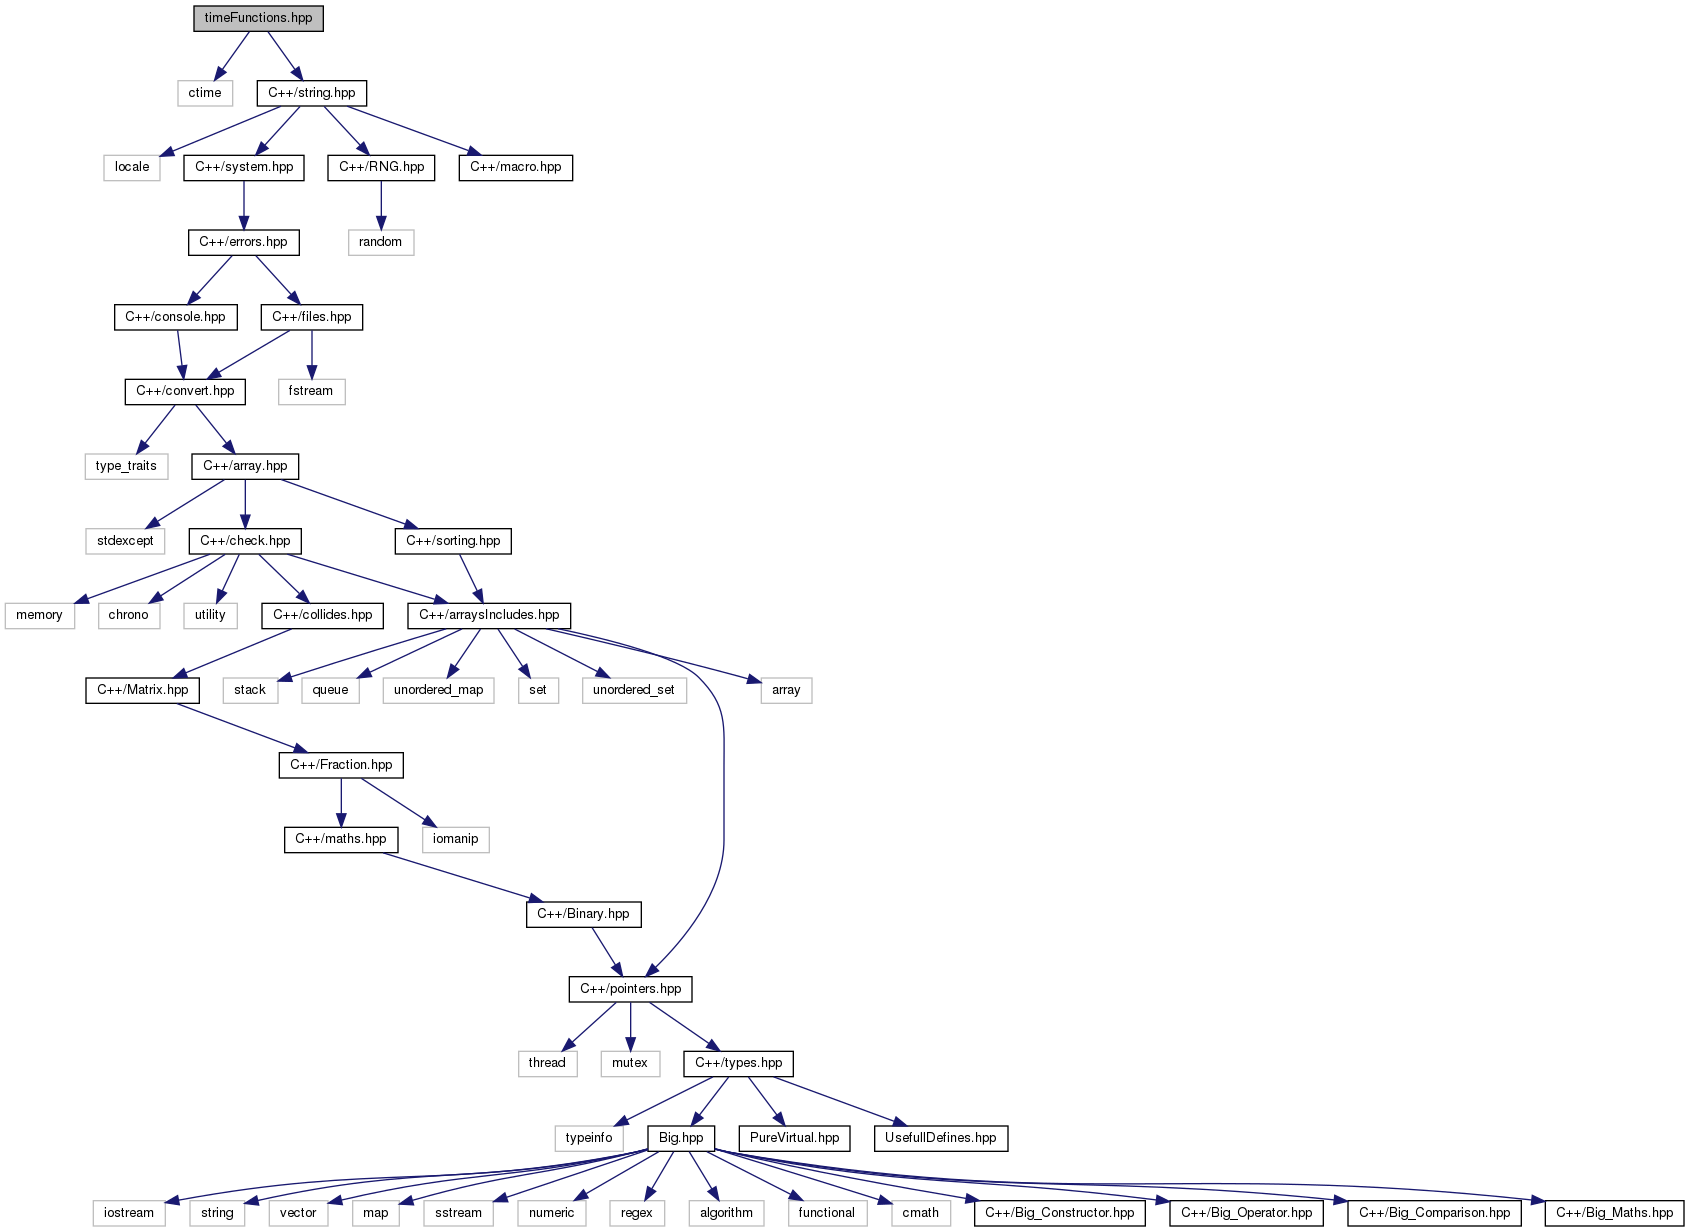 timeFunctions.hpp
ctime
C++/string.hpp
locale
C++/system.hpp
C++/RNG.hpp
C++/macro.hpp
C++/errors.hpp
random
C++/console.hpp
C++/files.hpp
C++/convert.hpp
fstream
type_traits
C++/array.hpp
stdexcept
C++/check.hpp
C++/sorting.hpp
memory
chrono
utility
C++/collides.hpp
C++/arraysIncludes.hpp
C++/Matrix.hpp
stack
queue
unordered_map
set
unordered_set
array
C++/Fraction.hpp
C++/maths.hpp
iomanip
C++/Binary.hpp
C++/pointers.hpp
thread
mutex
C++/types.hpp
typeinfo
Big.hpp
PureVirtual.hpp
UsefullDefines.hpp
iostream
string
vector
map
sstream
numeric
regex
algorithm
functional
cmath
C++/Big_Constructor.hpp
C++/Big_Operator.hpp
C++/Big_Comparison.hpp
C++/Big_Maths.hpp